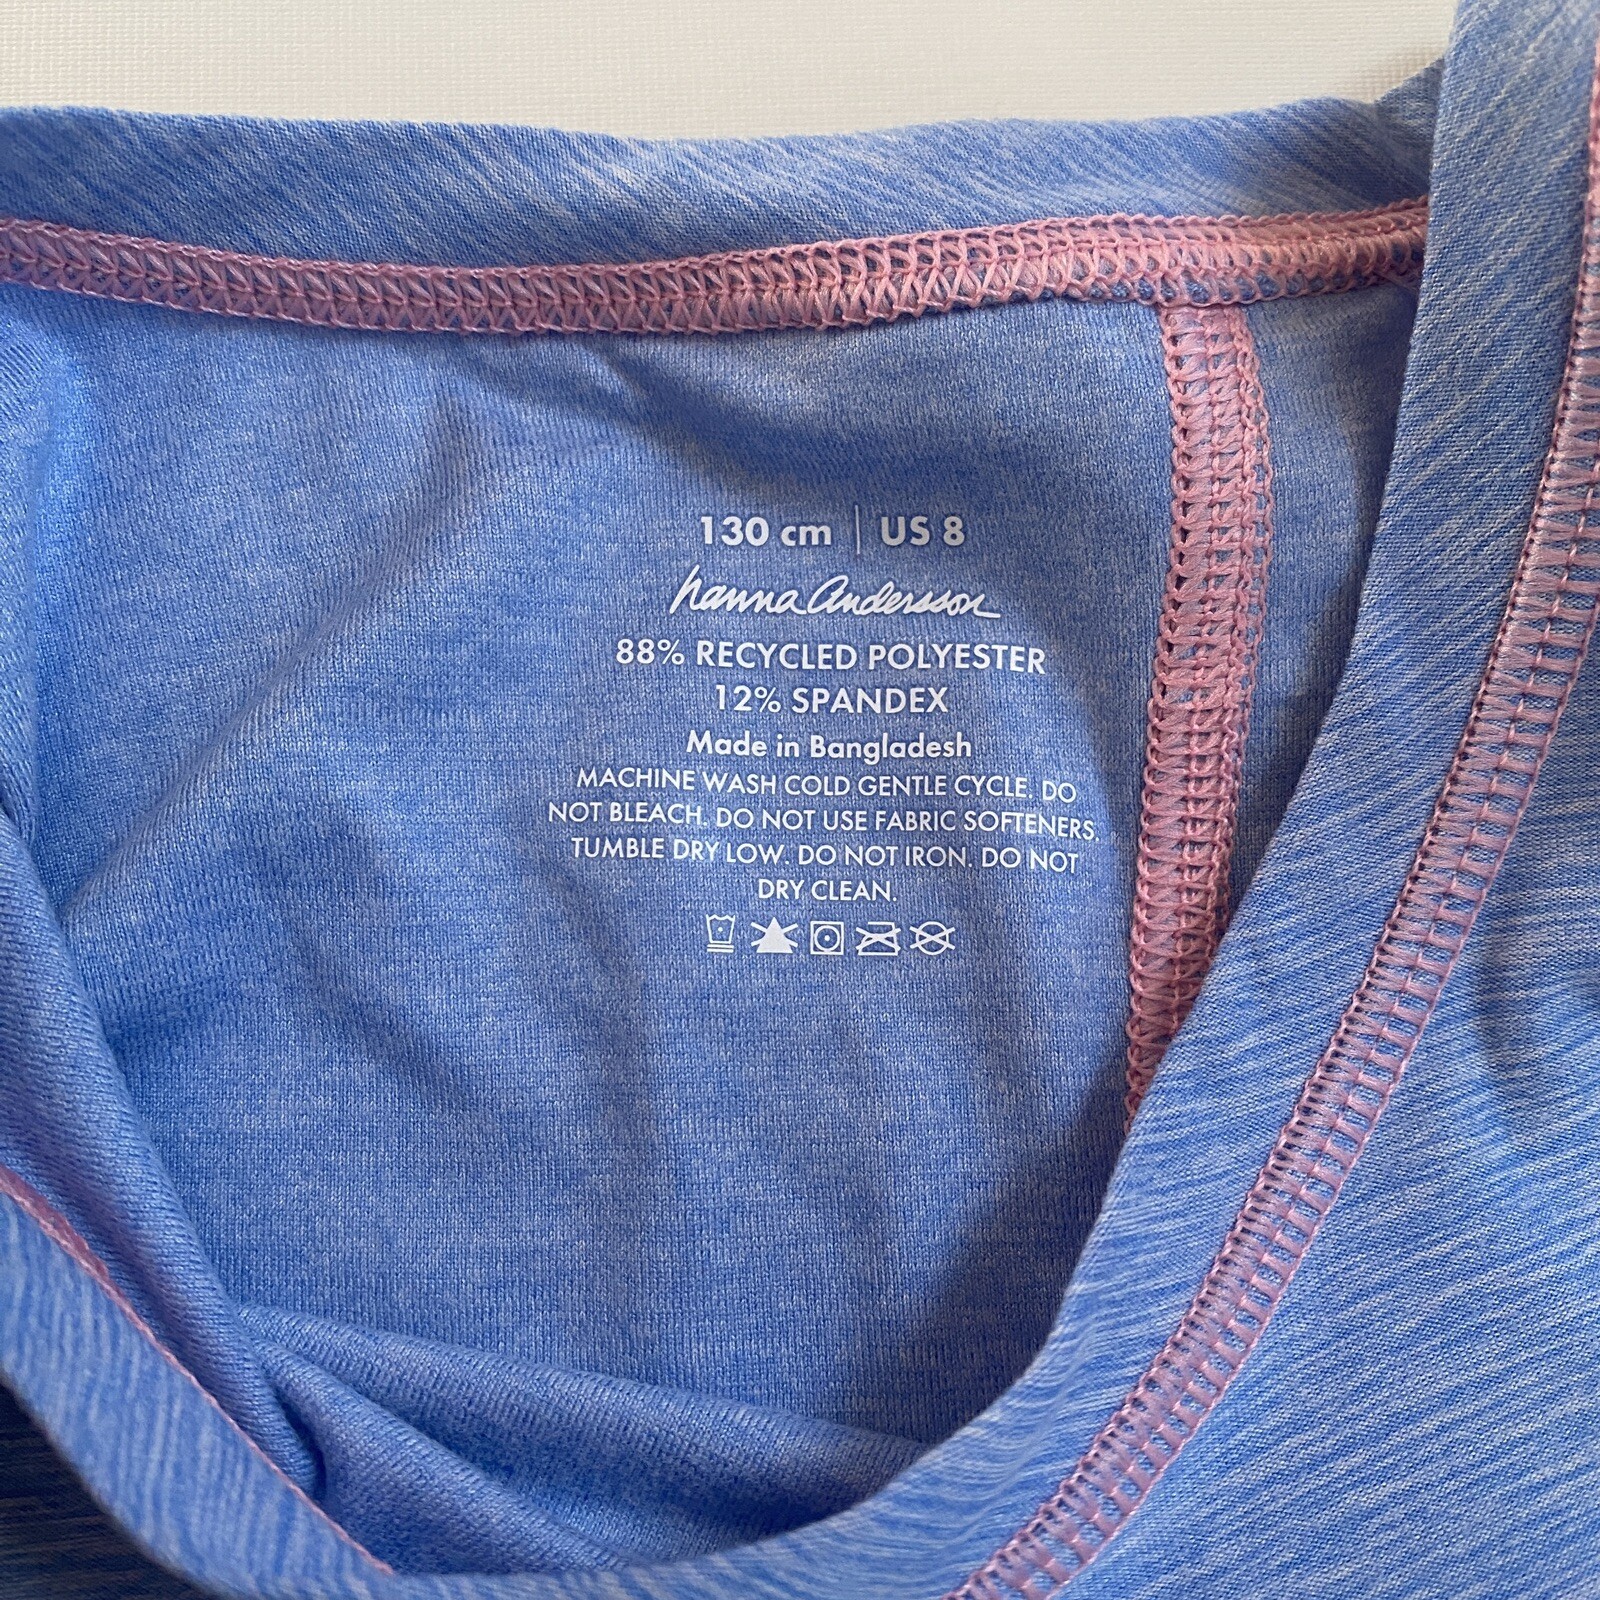 130 cm | US 8
hanna Andersson
88% RECYCLED POLYESTER
12% SPANDEX
Made in Bangladesh
MACHINE WASH COLD GENTLE CYCLE. DO
NOT BLEACH. DO NOT USE FABRIC SOFTENERS.
TUMBLE DRY LOW. DO NOT IRON. DO NOT
DRY CLEAN.